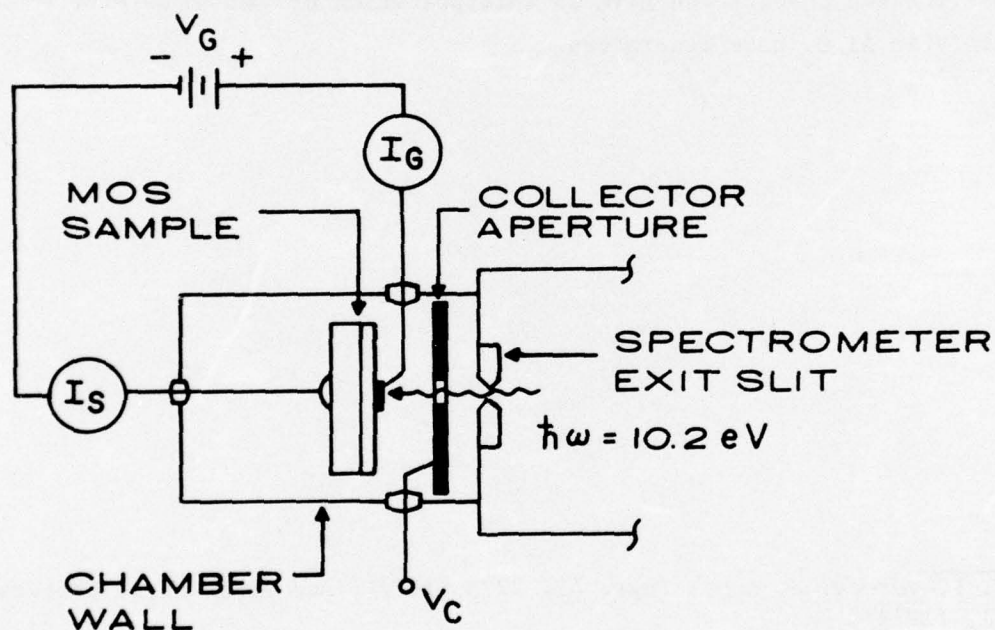 V_G
- +
I_G
MOS
SAMPLE
COLLECTOR
APERTURE
SPECTROMETER
EXIT SLIT
I_S
ħω = 10.2 eV
CHAMBER
WALL
V_C